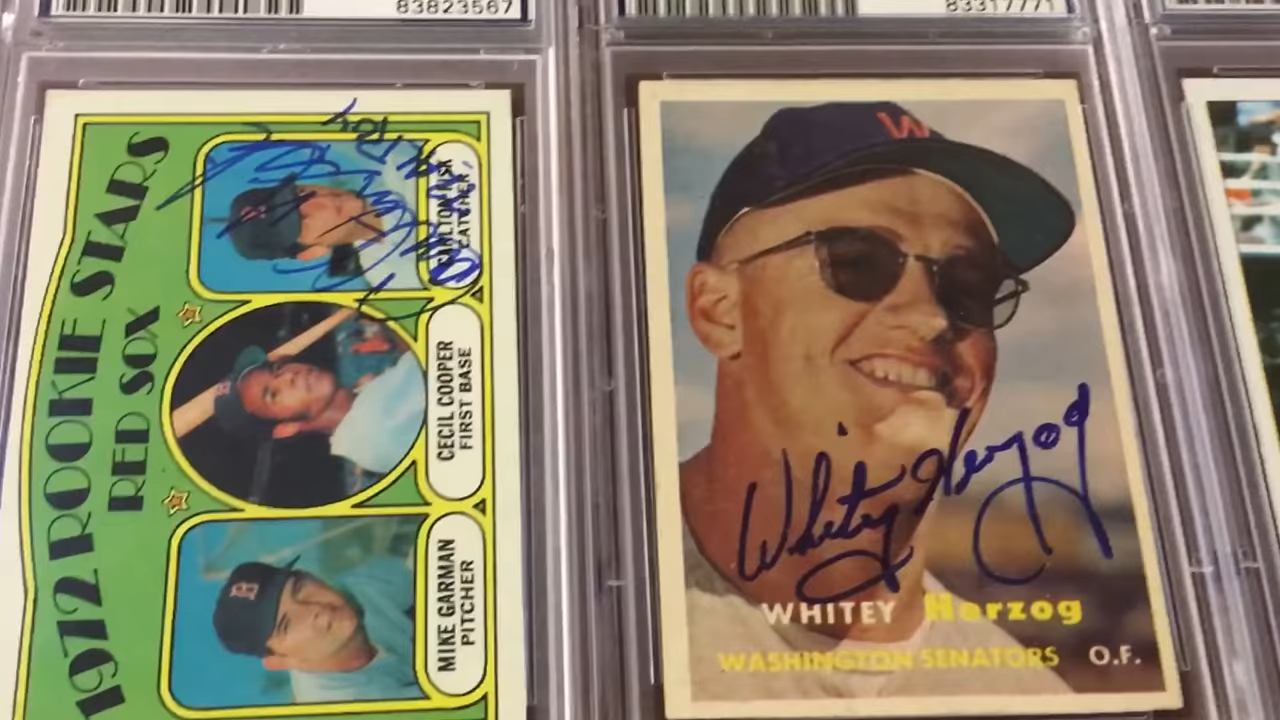 83823567
83317771
1972 ROOKIE STARS
RED SOX
CATCHER
CECIL COOPER
FIRST BASE
MIKE GARMAN
PITCHER
B
W
Whitey Herzog
WHITEY Herzog
WASHINGTON SENATORS O.F.